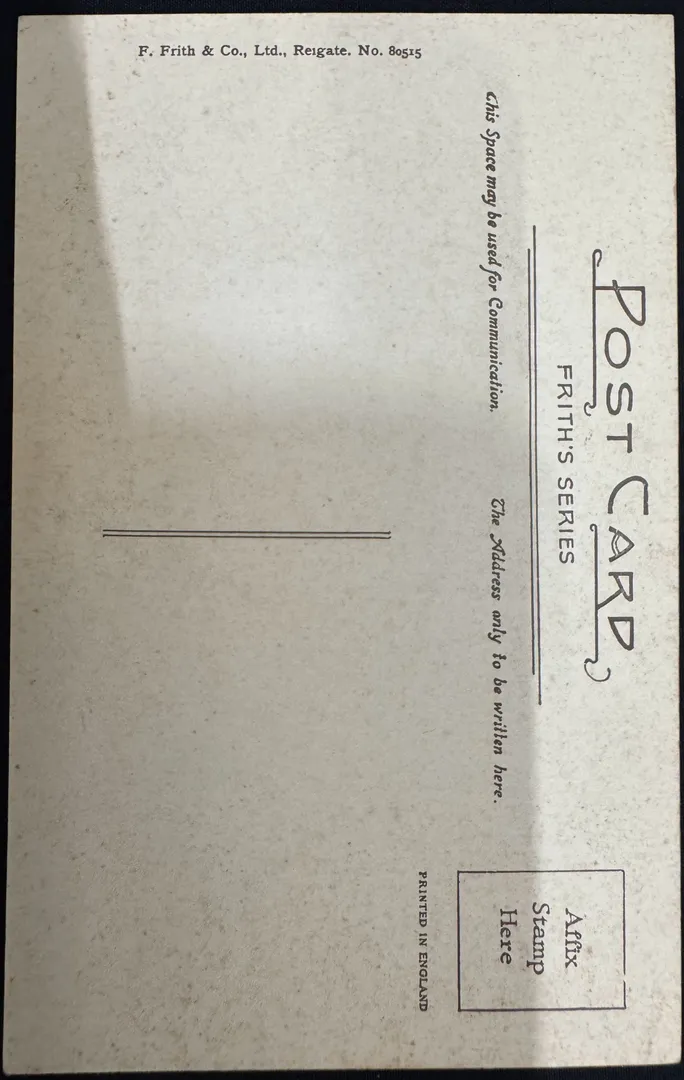 F. Frith & Co., Ltd., Reigate. No. 80515
POST CARD
FRITH'S SERIES
This Space may be used for Communication.
The Address only to be written here.
Affix
Stamp
Here
PRINTED IN ENGLAND